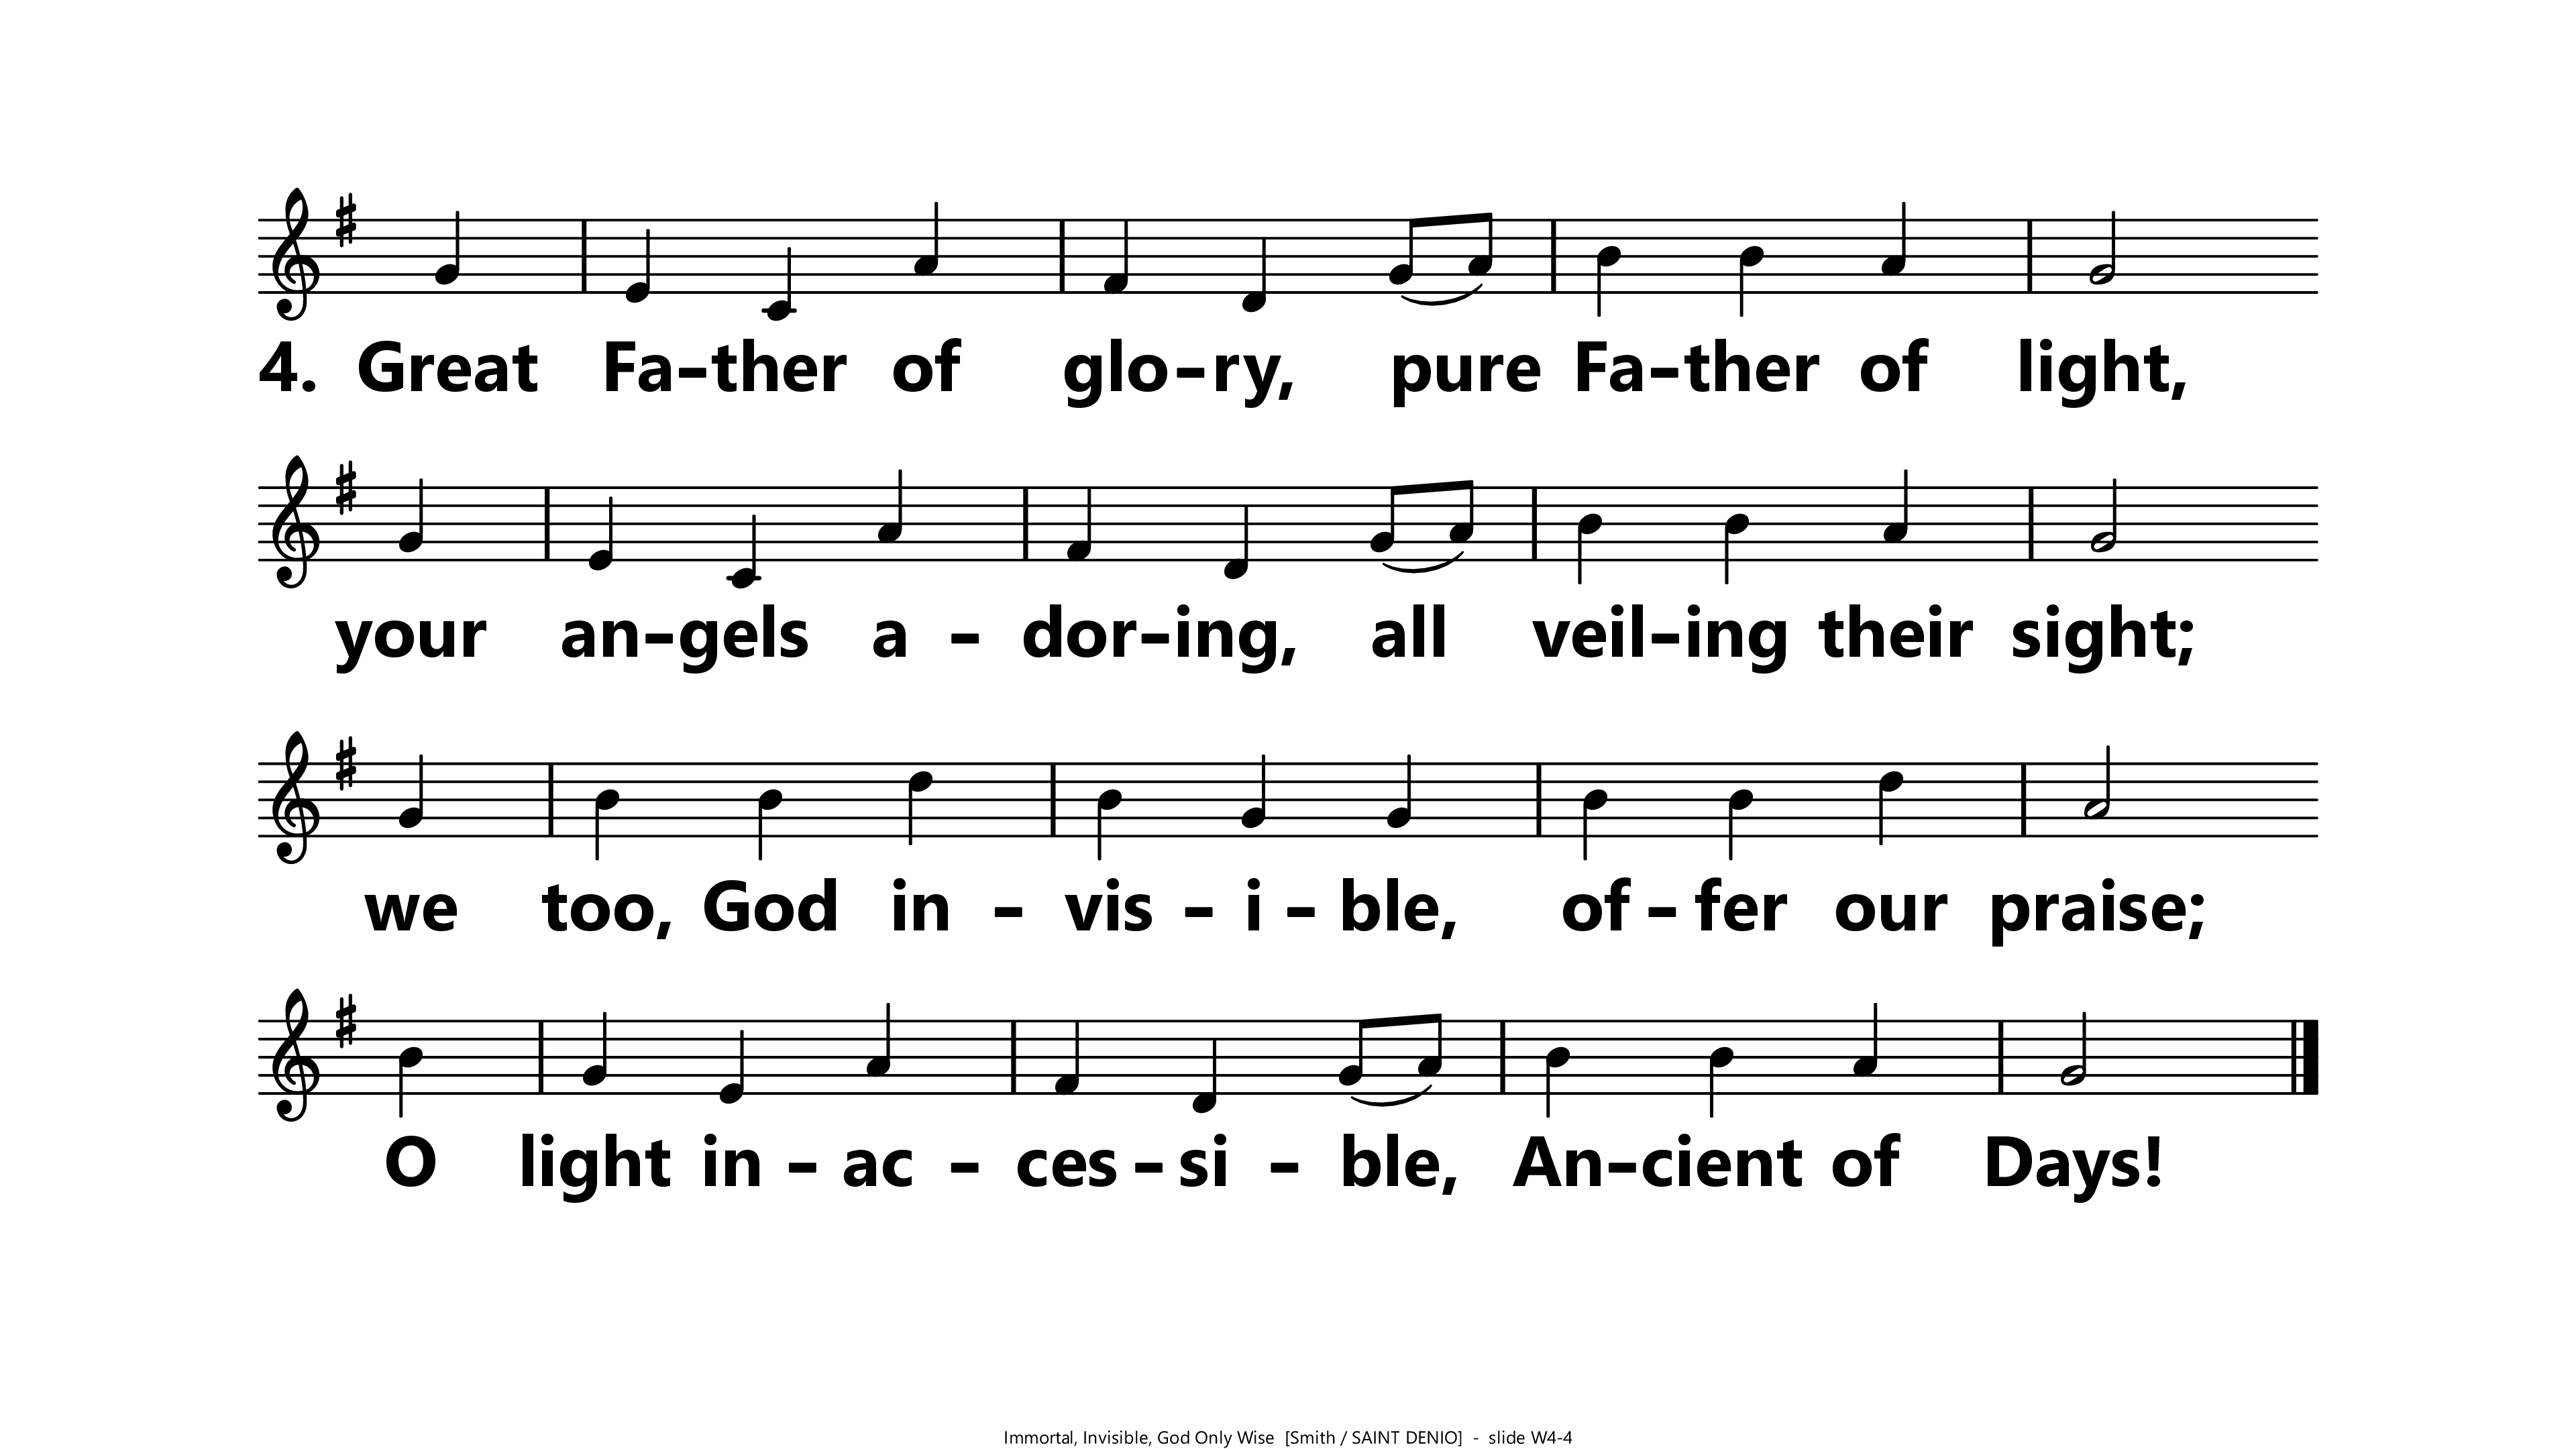 4. Great Fa-ther of glo-ry, pure Fa-ther of light,
your an-gels a - dor-ing, all veil-ing their sight;
we too, God in - vis - i - ble, of - fer our praise;
O light in - ac - ces - si - ble, An-cient of Days!
Immortal, Invisible, God Only Wise [Smith / SAINT DENIO] - slide W4-4